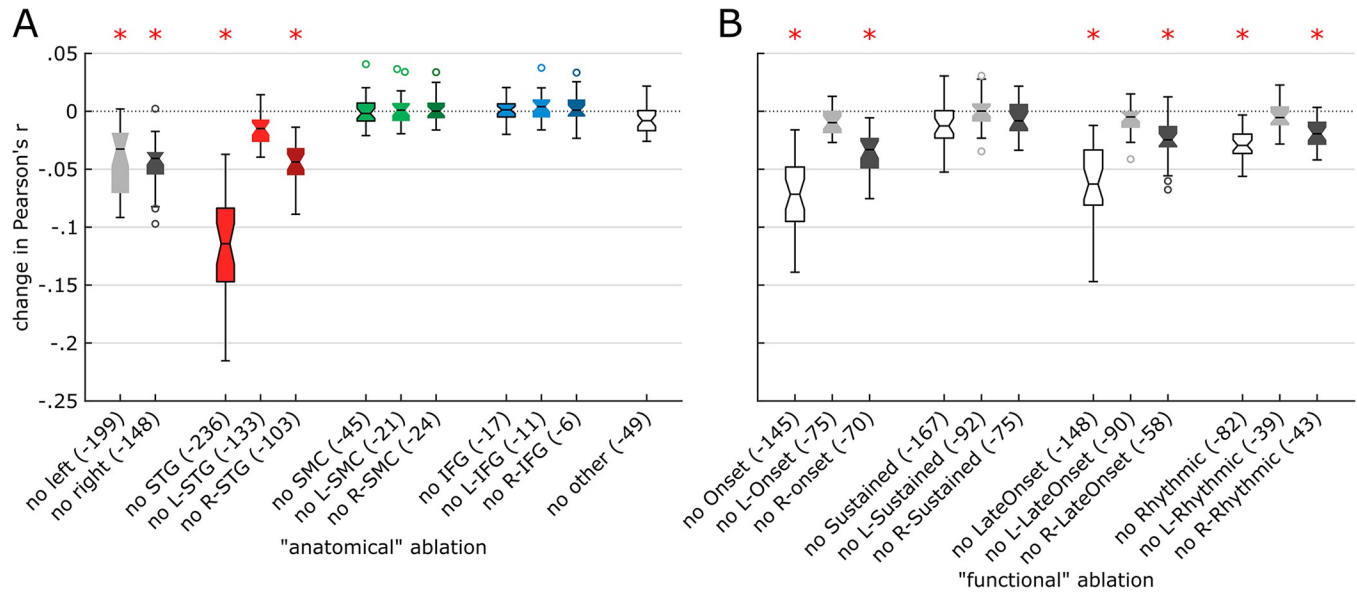 A
B
* * * *
* * * * * *
change in Pearson's r
.05
0
-.05
-.1
-.15
-.2
-.25
no left (-199)
no right (-148)
no STG (-236)
no L-STG (-133)
no R-STG (-103)
no SMC (-45)
no L-SMC (-21)
no R-SMC (-24)
no IFG (-17)
no L-IFG (-11)
no R-IFG (-6)
no other (-49)
"anatomical" ablation
no Onset (-145)
no L-Onset (-75)
no R-onset (-70)
no Sustained (-167)
no L-Sustained (-92)
no R-Sustained (-75)
no LateOnset (-148)
no L-LateOnset (-90)
no R-LateOnset (-58)
no Rhythmic (-82)
no L-Rhythmic (-39)
no R-Rhythmic (-43)
"functional" ablation